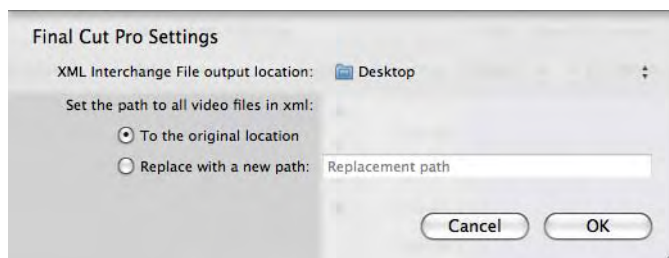 Final Cut Pro Settings
XML Interchange File output location: Desktop
Set the path to all video files in xml:
To the original location
Replace with a new path: Replacement path
Cancel OK